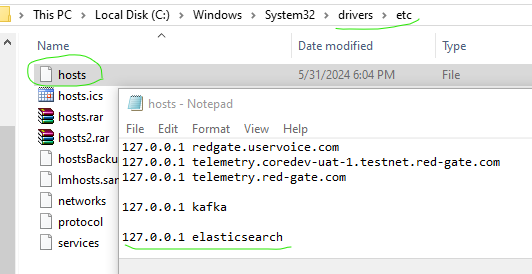 This PC > Local Disk (C:) > Windows > System32 > drivers > etc
Name Date modified Type
hosts 5/31/2024 6:04 PM File
hosts.ics
hosts.rar
hosts2.rar
hostsBacku
lmhosts.sar
networks
protocol
services
hosts - Notepad
File Edit Format View Help
127.0.0.1 redgate.uservoice.com
127.0.0.1 telemetry.coredev-uat-1.testnet.red-gate.com
127.0.0.1 telemetry.red-gate.com
127.0.0.1 kafka
127.0.0.1 elasticsearch